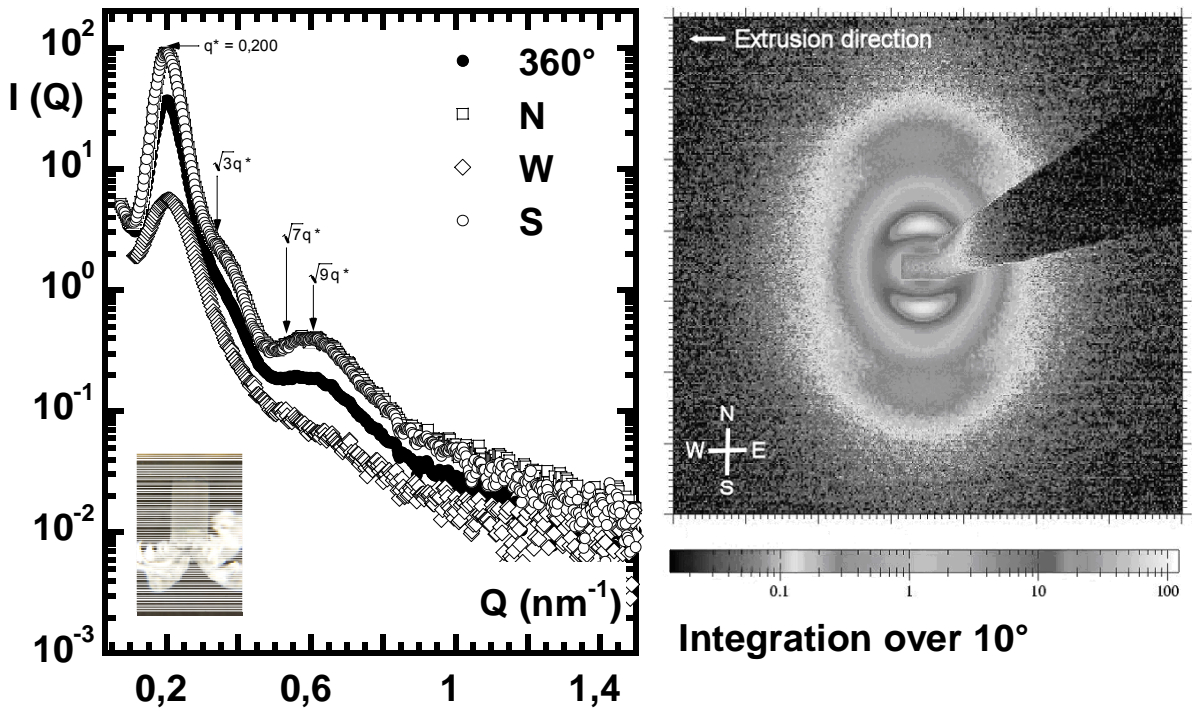 10²
10¹
10⁰
10⁻¹
10⁻²
10⁻³
I (Q)
q* = 0,200
√3q*
√7q*
√9q*
360°
N
W
S
Q (nm⁻¹)
0,2
0,6
1
1,4
Extrusion direction
N
W E
S
0.1
1
10
100
Integration over 10°